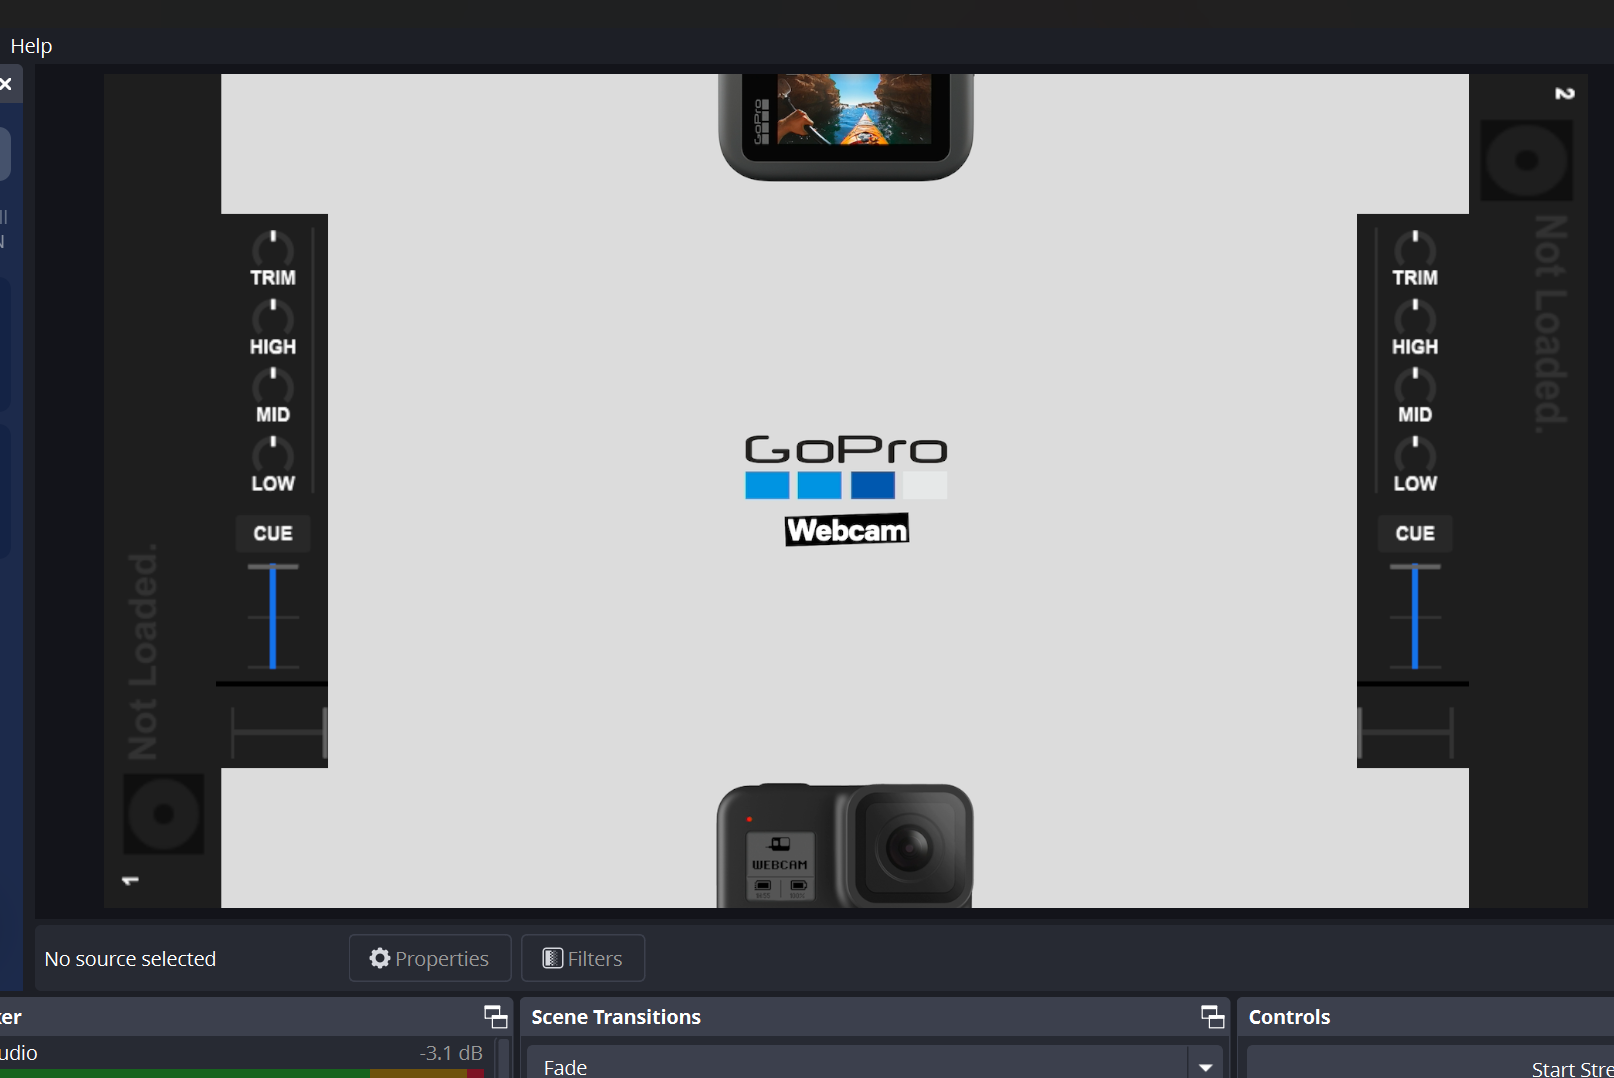 Help
GoPro
2
Not Loaded.
TRIM
HIGH
MID
LOW
CUE
TRIM
HIGH
MID
LOW
CUE
GoPro
Webcam
Not Loaded.
1
WEBCAM
No source selected
Properties
Filters
er
Scene Transitions
Controls
udio
-3.1 dB
Fade
Start Stre